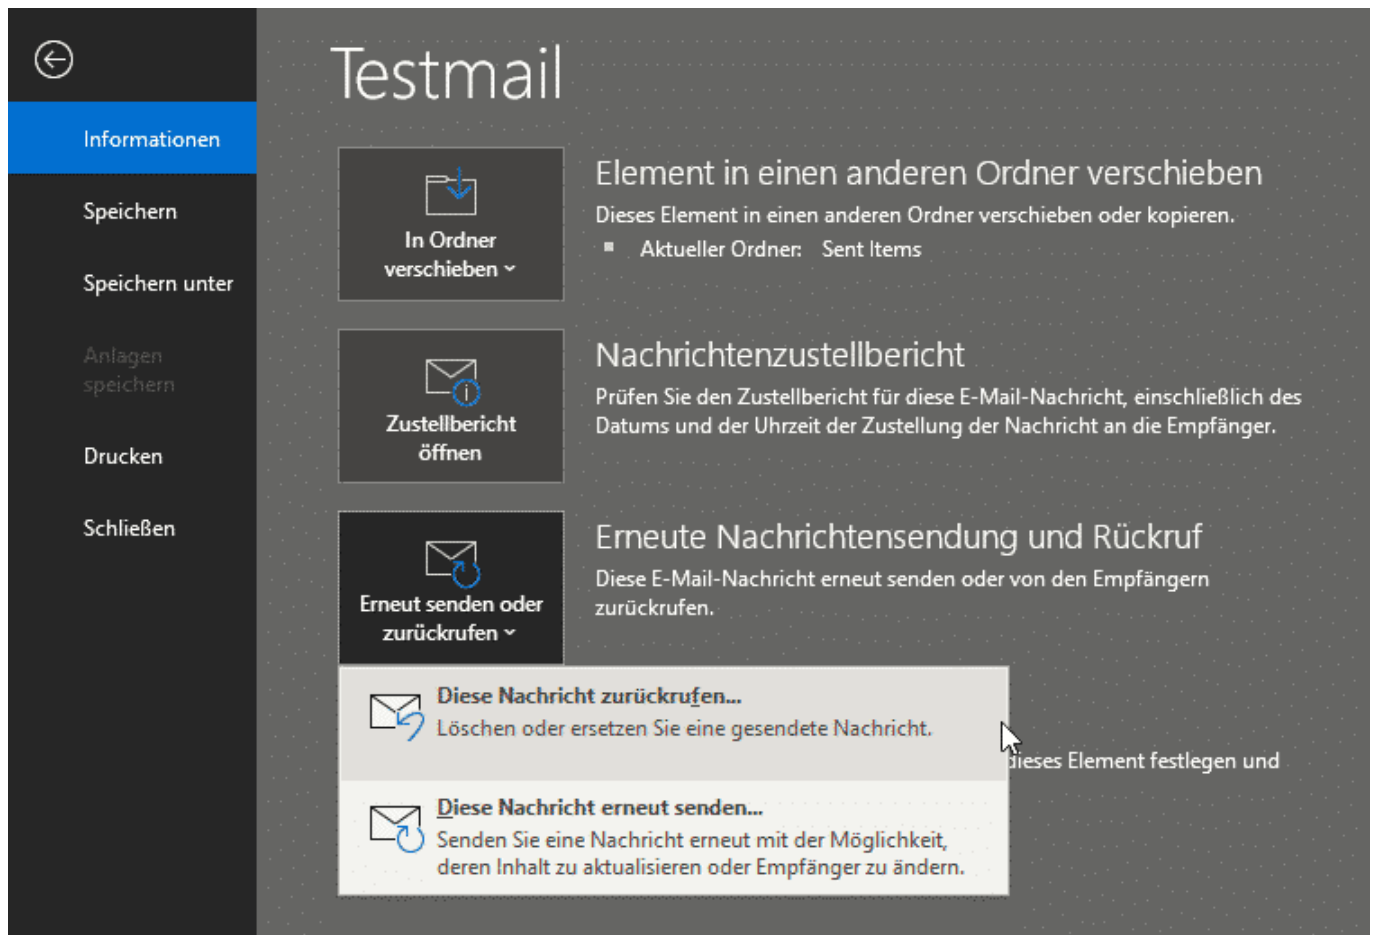 Testmail
Informationen
Speichern
Speichern unter
Anlagen
speichern
Drucken
Schließen
In Ordner
verschieben
Element in einen anderen Ordner verschieben
Dieses Element in einen anderen Ordner verschieben oder kopieren.
Aktueller Ordner: Sent Items
Zustellbericht
öffnen
Nachrichtenzustellbericht
Prüfen Sie den Zustellbericht für diese E-Mail-Nachricht, einschließlich des
Datums und der Uhrzeit der Zustellung der Nachricht an die Empfänger.
Erneut senden oder
zurückrufen
Erneute Nachrichtensendung und Rückruf
Diese E-Mail-Nachricht erneut senden oder von den Empfängern
zurückrufen.
Diese Nachricht zurückrufen...
Löschen oder ersetzen Sie eine gesendete Nachricht.
dieses Element festlegen und
Diese Nachricht erneut senden...
Senden Sie eine Nachricht erneut mit der Möglichkeit,
deren Inhalt zu aktualisieren oder Empfänger zu ändern.